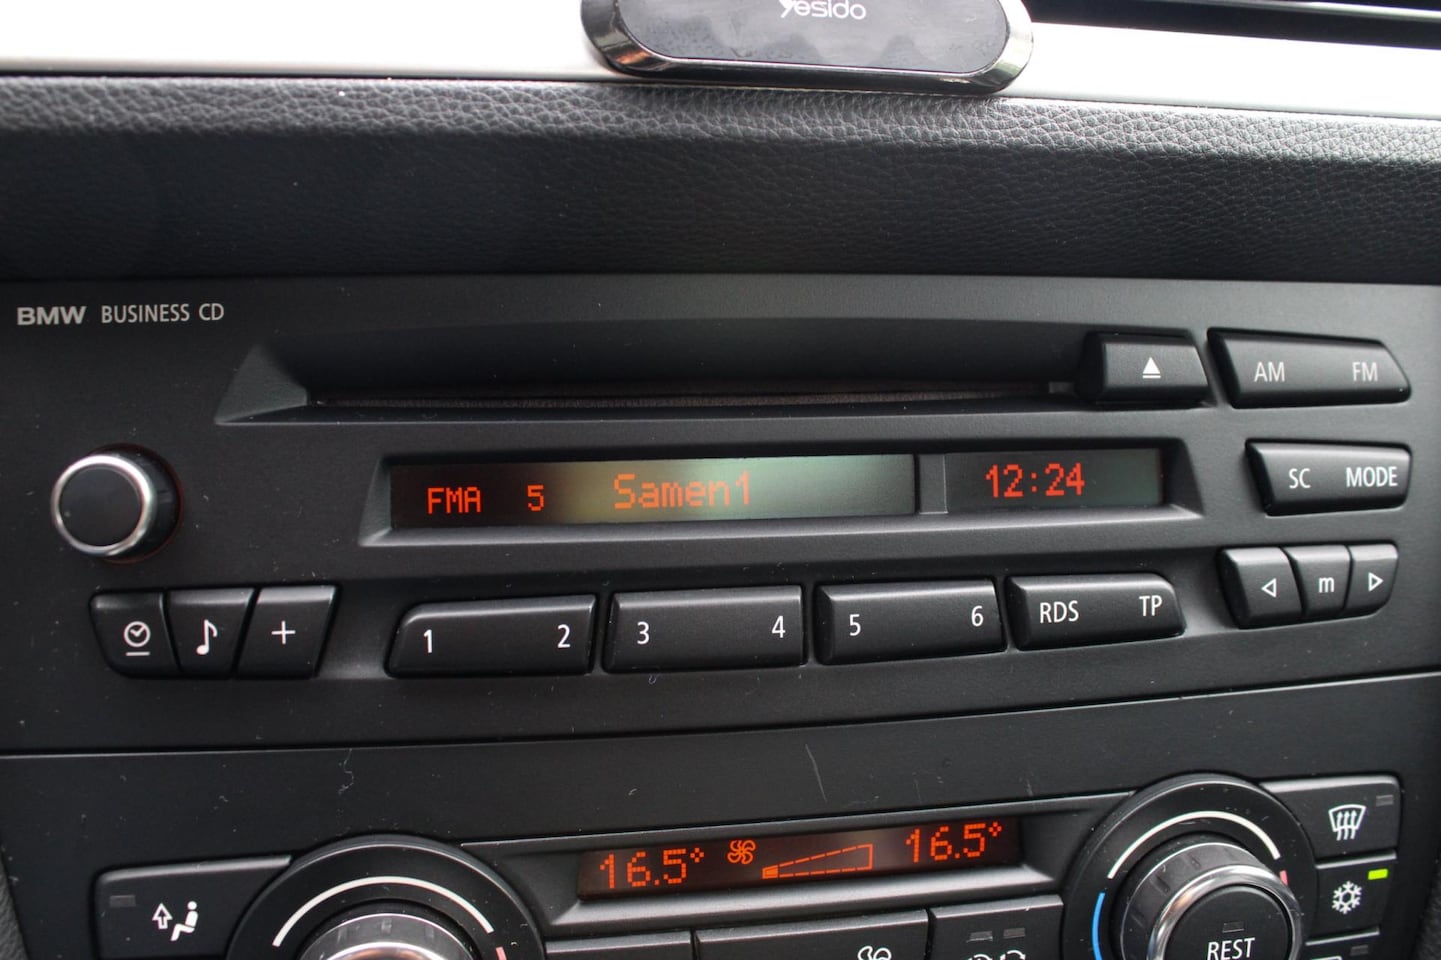 Yesido
BMW BUSINESS CD
AM FM
FMA 5 Samen1 12:24
SC MODE
1 2 3 4 5 6 RDS TP m
16.5° 16.5°
REST